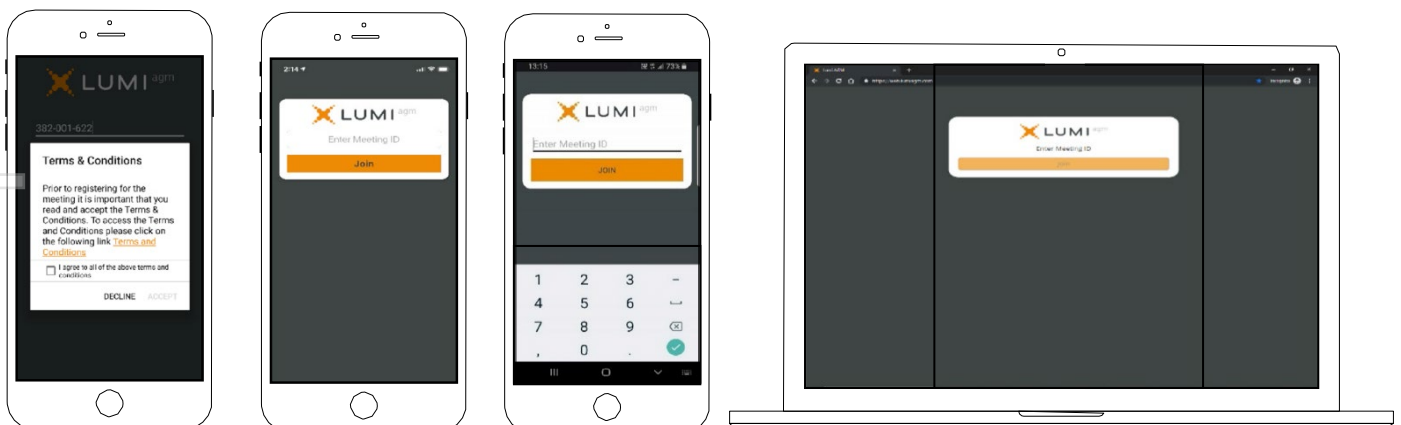 LUMI agm
382-001-622
Terms & Conditions
Prior to registering for the
meeting it is important that you
read and accept the Terms &
Conditions. To access the Terms
and Conditions please click on
the following link Terms and
Conditions
I agree to all of the above terms and
conditions
DECLINE ACCEPT
2:14
LUMI agm
Enter Meeting ID
Join
13:15
73%
LUMI agm
Enter Meeting ID
JOIN
1 2 3 -
4 5 6
7 8 9
, 0 .
Lumi AGM
LUMI agm
Enter Meeting ID
Join